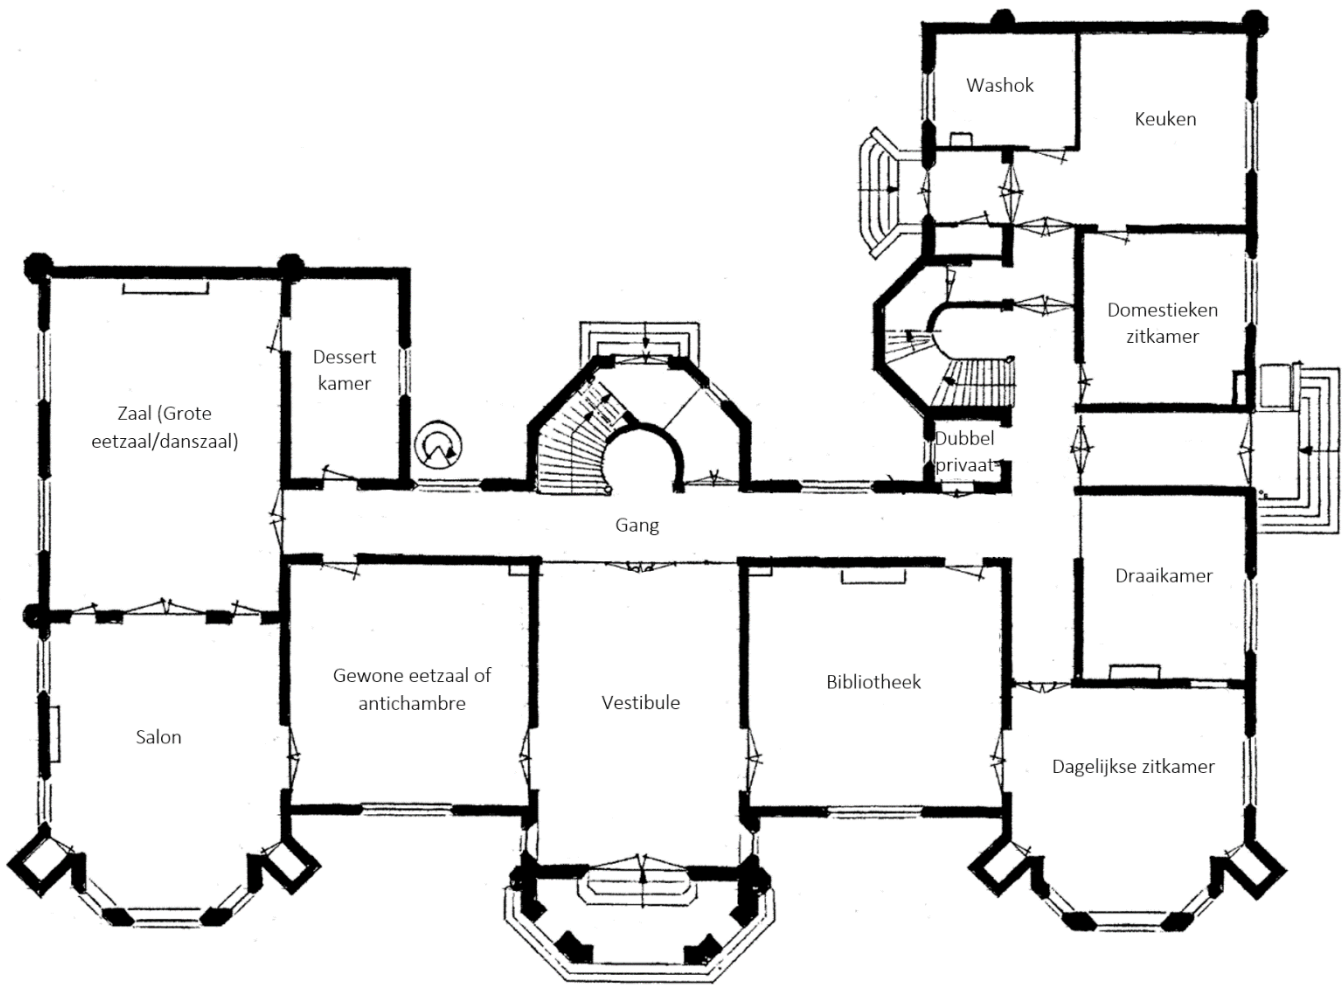 Washok
Keuken
Domestieken
zitkamer
Dessert
kamer
Zaal (Grote
eetzaal/danszaal)
Dubbel
privaat
Gang
Draaikamer
Gewone eetzaal of
antichambre
Vestibule
Bibliotheek
Salon
Dagelijkse zitkamer